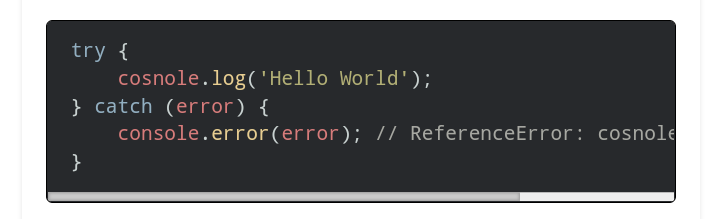 try {
    cosnole.log('Hello World');
} catch (error) {
    console.error(error); // ReferenceError: cosnole
}